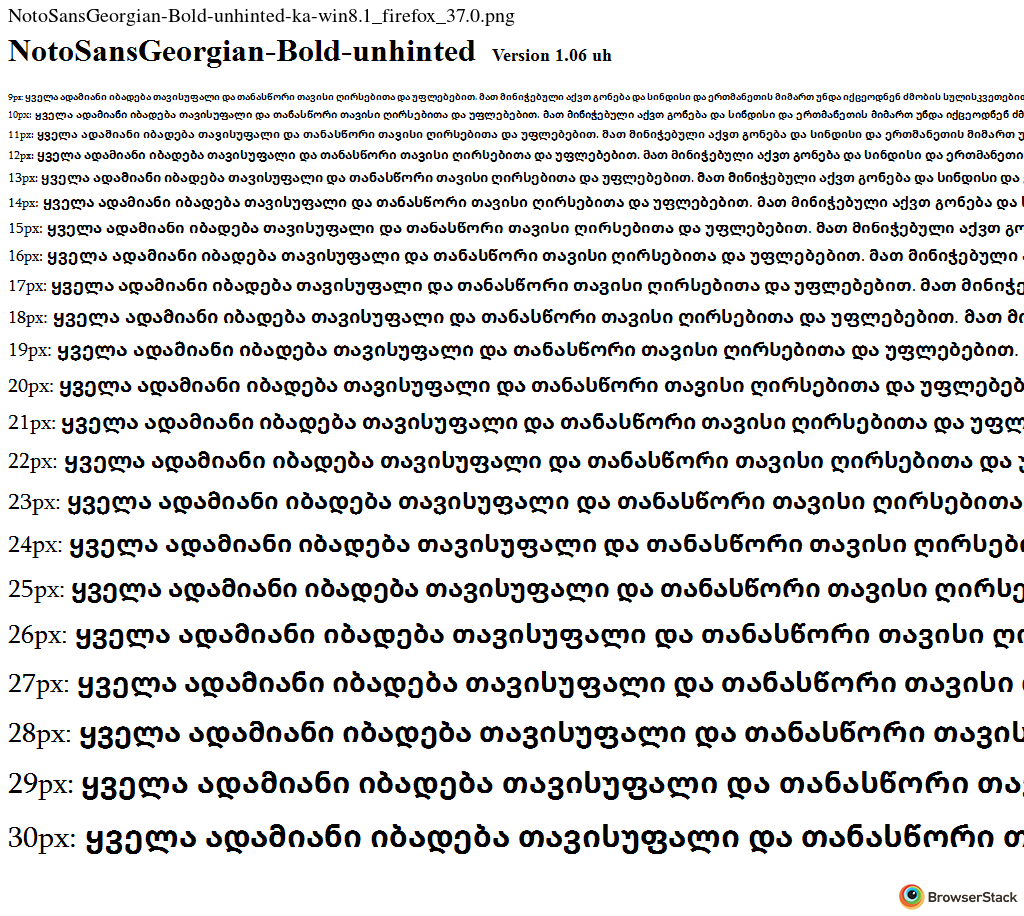 NotoSansGeorgian-Bold-unhinted-ka-win8.1_firefox_37.0.png
NotoSansGeorgian-Bold-unhinted Version 1.06 uh
9px: ყველა ადამიანი იბადება თავისუფალი და თანასწორი თავისი ღირსებითა და უფლებებით. მათ მინიჭებული აქვთ გონება და სინდისი და ერთმანეთის მიმართ უნდა იქცეოდნენ ძმობის სულისკვეთებით
10px: ყველა ადამიანი იბადება თავისუფალი და თანასწორი თავისი ღირსებითა და უფლებებით. მათ მინიჭებული აქვთ გონება და სინდისი და ერთმანეთის მიმართ უნდა იქცეოდნენ ძმ
11px: ყველა ადამიანი იბადება თავისუფალი და თანასწორი თავისი ღირსებითა და უფლებებით. მათ მინიჭებული აქვთ გონება და სინდისი და ერთმანეთის მიმართ
12px: ყველა ადამიანი იბადება თავისუფალი და თანასწორი თავისი ღირსებითა და უფლებებით. მათ მინიჭებული აქვთ გონება და სინდისი და ერთმანეთი
13px: ყველა ადამიანი იბადება თავისუფალი და თანასწორი თავისი ღირსებითა და უფლებებით. მათ მინიჭებული აქვთ გონება და სინდისი და
14px: ყველა ადამიანი იბადება თავისუფალი და თანასწორი თავისი ღირსებითა და უფლებებით. მათ მინიჭებული აქვთ გონება და
15px: ყველა ადამიანი იბადება თავისუფალი და თანასწორი თავისი ღირსებითა და უფლებებით. მათ მინიჭებული აქვთ გო
16px: ყველა ადამიანი იბადება თავისუფალი და თანასწორი თავისი ღირსებითა და უფლებებით. მათ მინიჭებული
17px: ყველა ადამიანი იბადება თავისუფალი და თანასწორი თავისი ღირსებითა და უფლებებით. მათ მინიჭე
18px: ყველა ადამიანი იბადება თავისუფალი და თანასწორი თავისი ღირსებითა და უფლებებით. მათ მი
19px: ყველა ადამიანი იბადება თავისუფალი და თანასწორი თავისი ღირსებითა და უფლებებით.
20px: ყველა ადამიანი იბადება თავისუფალი და თანასწორი თავისი ღირსებითა და უფლებებ
21px: ყველა ადამიანი იბადება თავისუფალი და თანასწორი თავისი ღირსებითა და უფლ
22px: ყველა ადამიანი იბადება თავისუფალი და თანასწორი თავისი ღირსებითა და
23px: ყველა ადამიანი იბადება თავისუფალი და თანასწორი თავისი ღირსებითა
24px: ყველა ადამიანი იბადება თავისუფალი და თანასწორი თავისი ღირსები
25px: ყველა ადამიანი იბადება თავისუფალი და თანასწორი თავისი ღირსე
26px: ყველა ადამიანი იბადება თავისუფალი და თანასწორი თავისი ღი
27px: ყველა ადამიანი იბადება თავისუფალი და თანასწორი თავისი
28px: ყველა ადამიანი იბადება თავისუფალი და თანასწორი თავის
29px: ყველა ადამიანი იბადება თავისუფალი და თანასწორი თა
30px: ყველა ადამიანი იბადება თავისუფალი და თანასწორი
BrowserStack